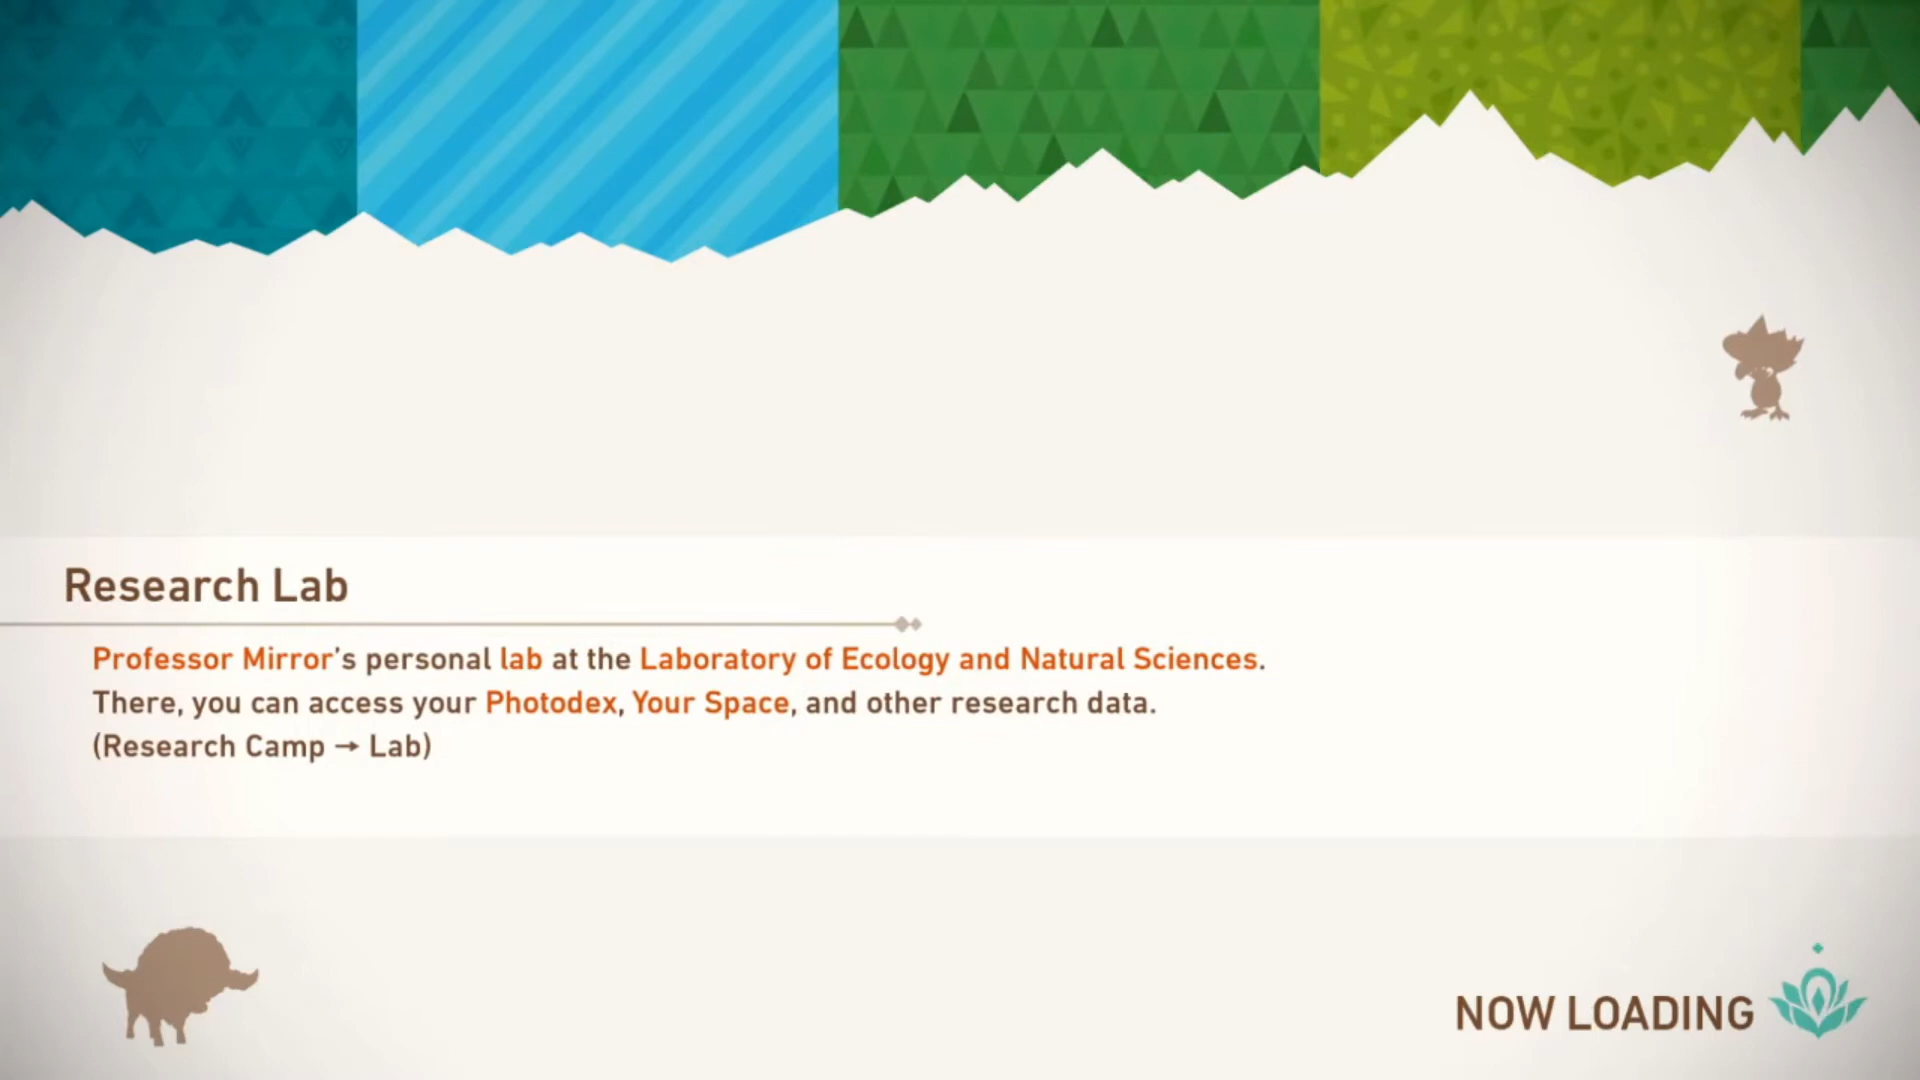 Research Lab
Professor Mirror's personal lab at the Laboratory of Ecology and Natural Sciences.
There, you can access your Photodex, Your Space, and other research data.
(Research Camp → Lab)
NOW LOADING